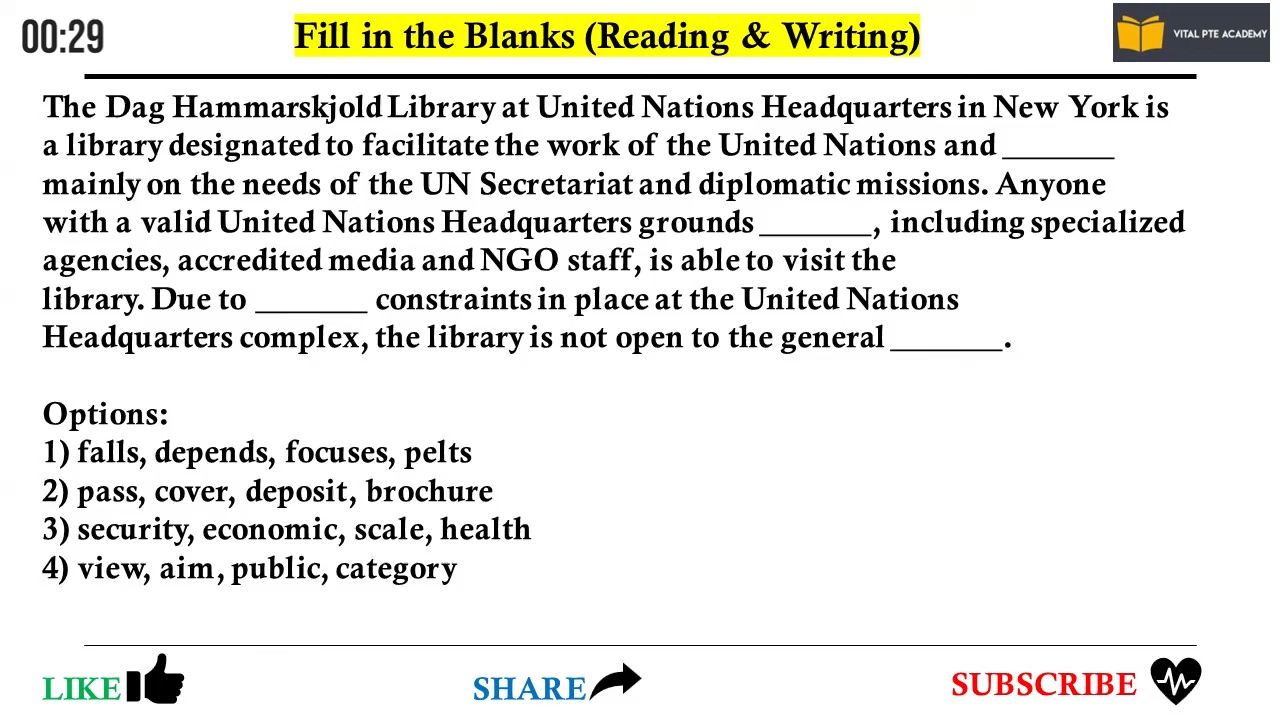 00:29
Fill in the Blanks (Reading & Writing)
VITAL PTE ACADEMY
The Dag Hammarskjold Library at United Nations Headquarters in New York is
a library designated to facilitate the work of the United Nations and _______
mainly on the needs of the UN Secretariat and diplomatic missions. Anyone
with a valid United Nations Headquarters grounds _______, including specialized
agencies, accredited media and NGO staff, is able to visit the
library. Due to _______ constraints in place at the United Nations
Headquarters complex, the library is not open to the general _______.
Options:
1) falls, depends, focuses, pelts
2) pass, cover, deposit, brochure
3) security, economic, scale, health
4) view, aim, public, category
LIKE
SHARE
SUBSCRIBE